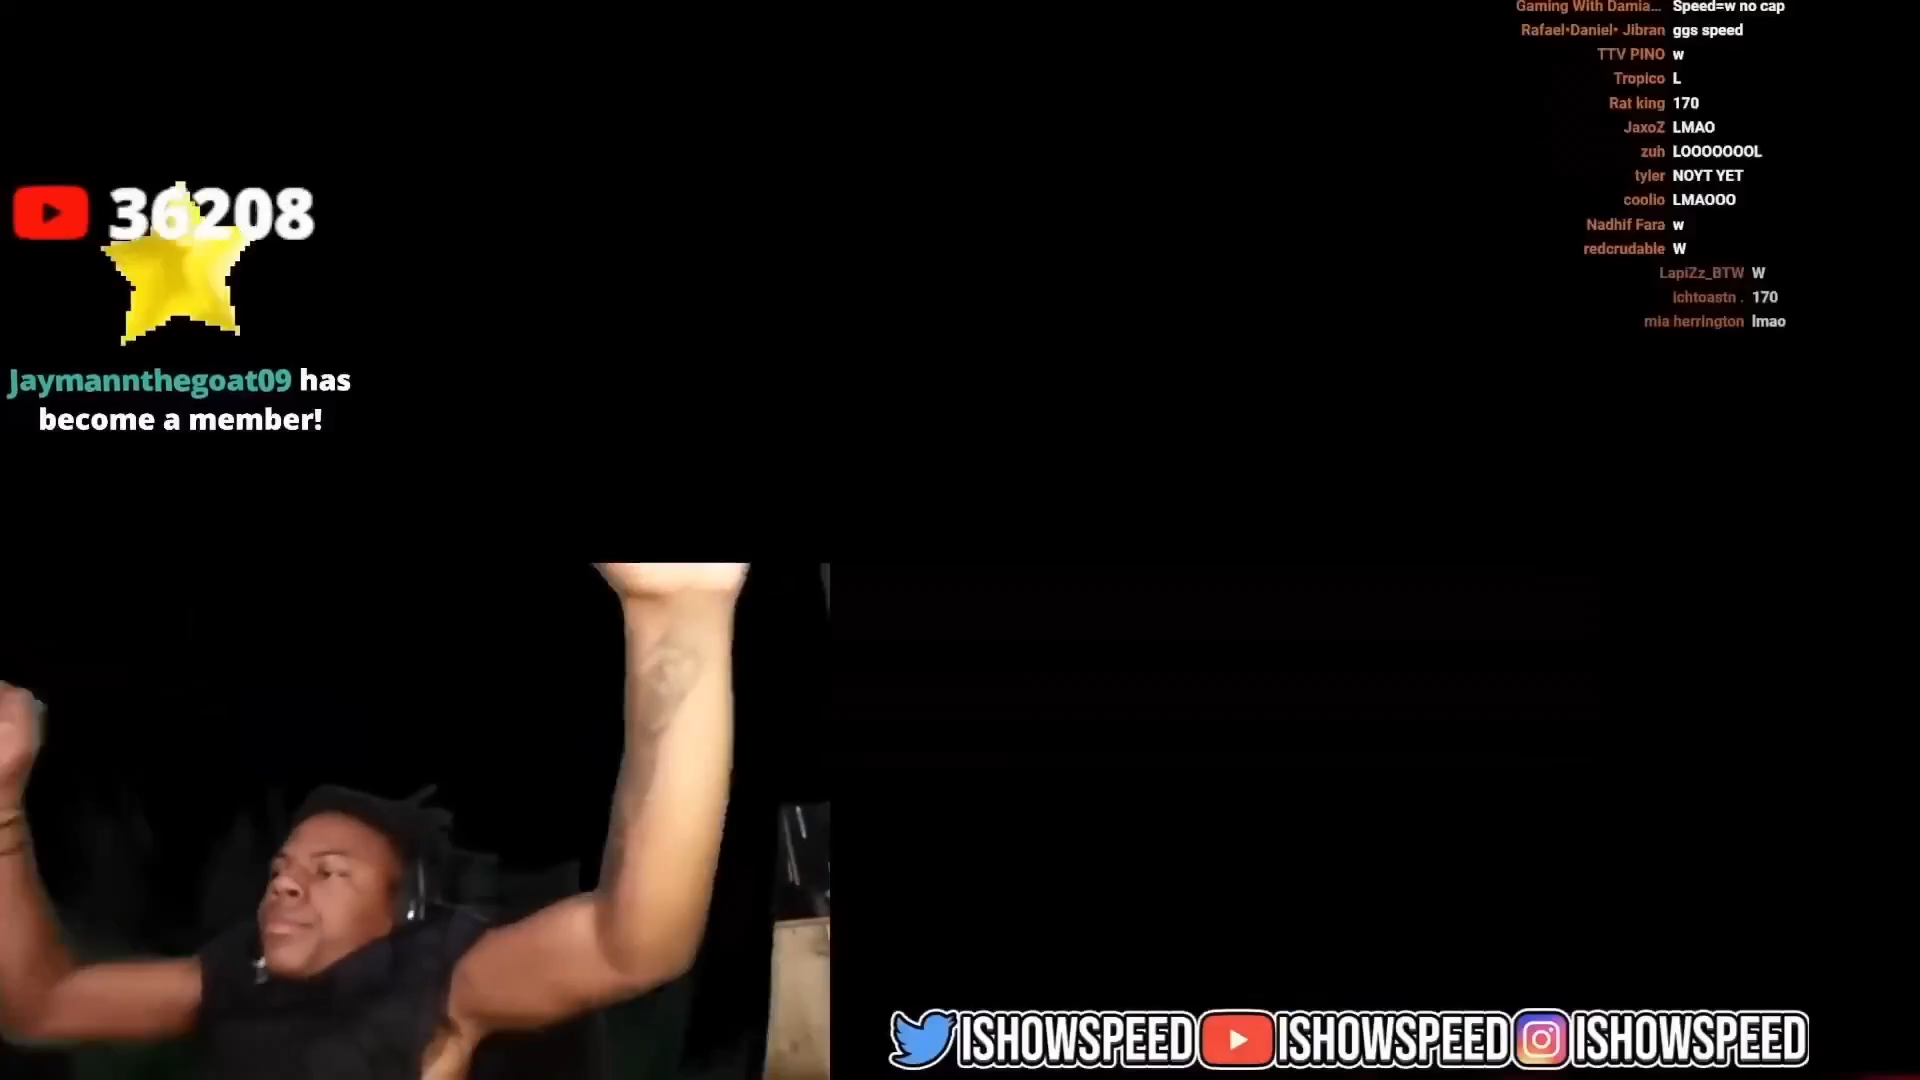 Gaming With Damia... Speed=w no cap
Rafael•Daniel• Jibran ggs speed
TTV PINO w
Tropico L
Rat king 170
JaxoZ LMAO
zuh LOOOOOOOL
tyler NOYT YET
coolio LMAOOO
Nadhif Fara w
redcrudable W
LapiZz_BTW W
ichtoastn . 170
mia herrington lmao
36208
Jaymannthegoat09 has
become a member!
ISHOWSPEED ISHOWSPEED ISHOWSPEED